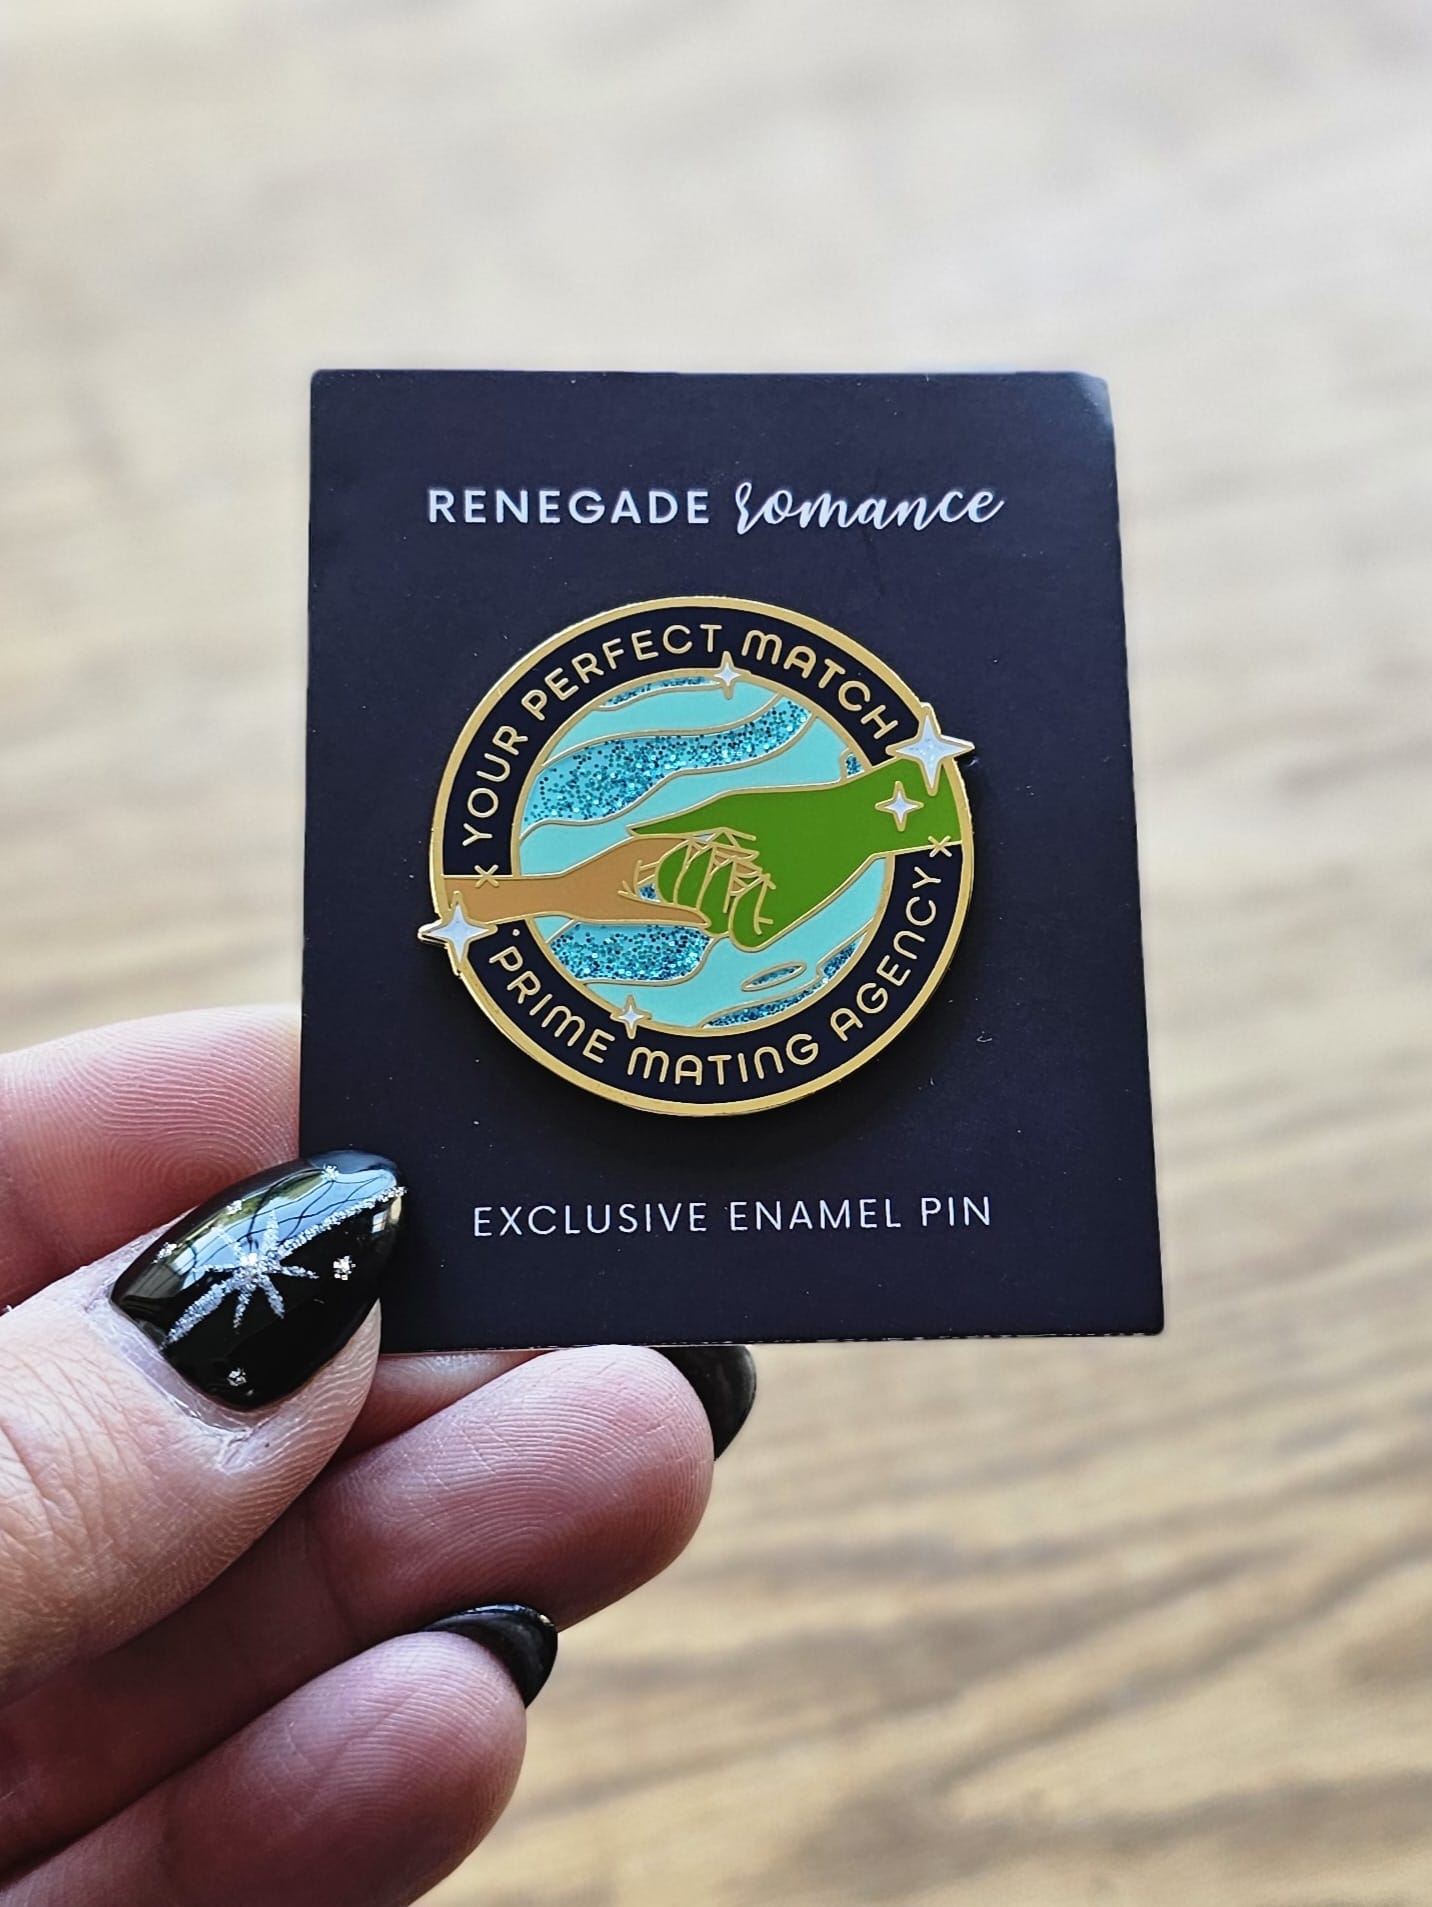 RENEGADE romance
YOUR PERFECT MATCH
PRIME MATING AGENCY
EXCLUSIVE ENAMEL PIN